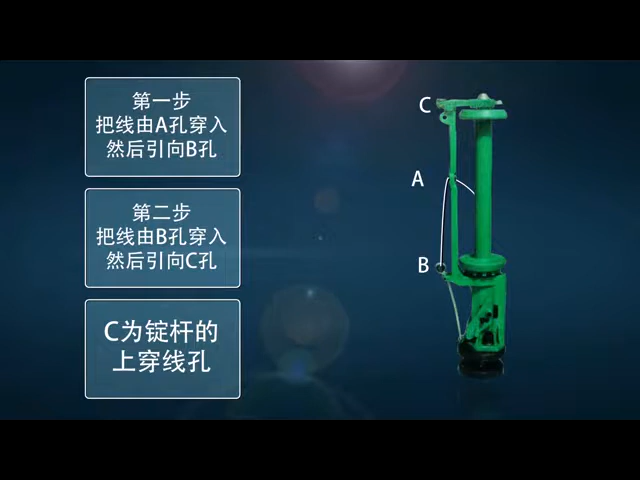 第一步
把线由A孔穿入
然后引向B孔
第二步
把线由B孔穿入
然后引向C孔
C为锭杆的
上穿线孔
C
A
B